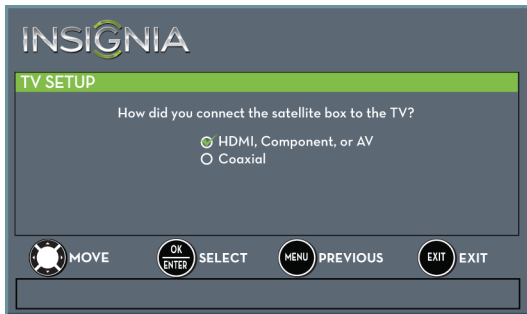 INSIGNIA
TV SETUP
How did you connect the satellite box to the TV?
HDMI, Component, or AV
Coaxial
MOVE
OK
ENTER
SELECT
MENU
PREVIOUS
EXIT
EXIT